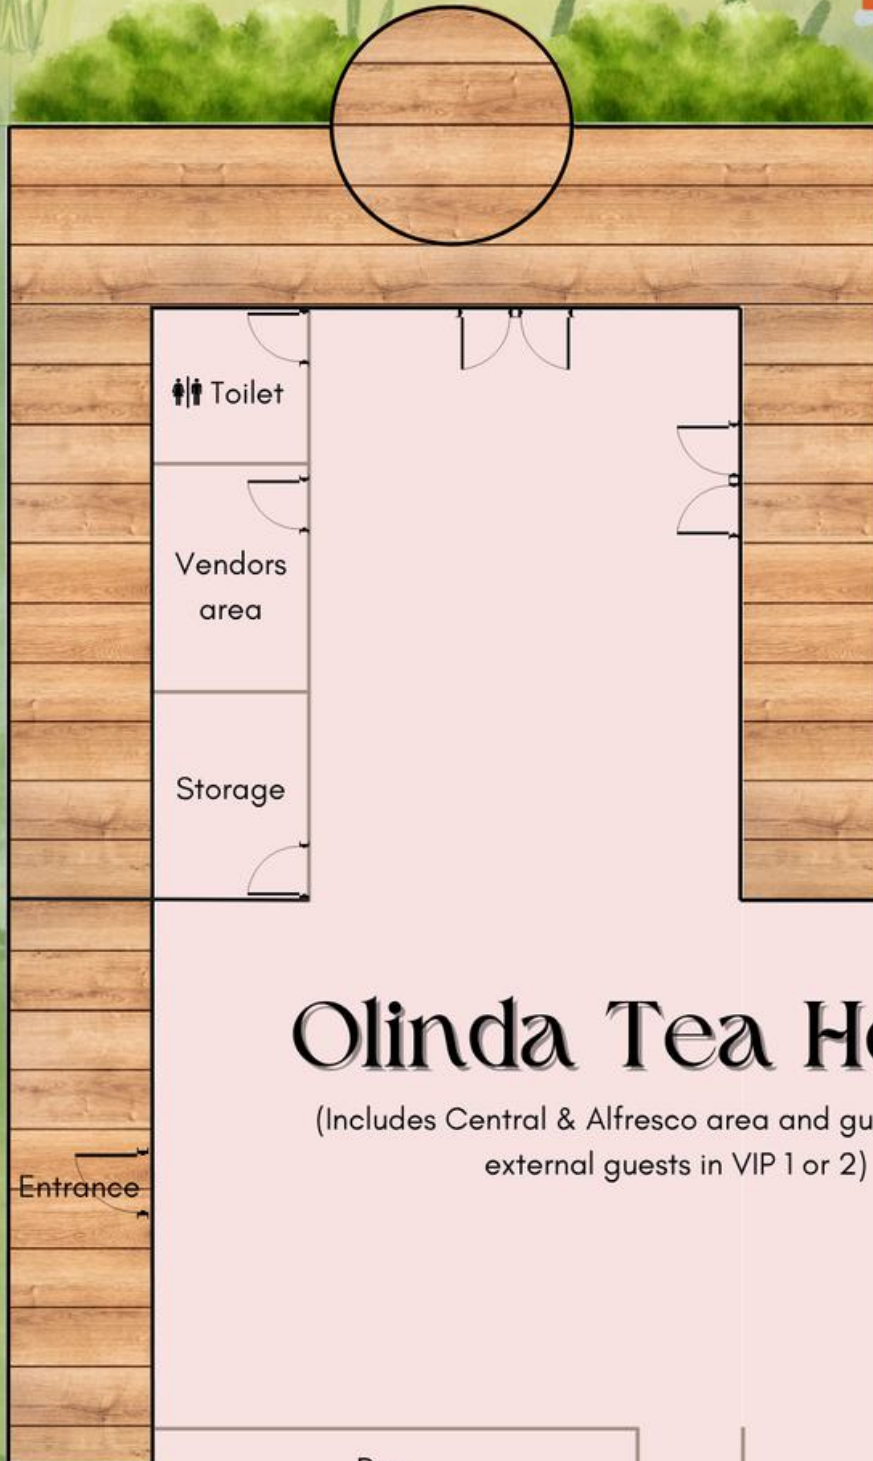 Toilet
Vendors
area
Storage
Olinda Tea
(Includes Central & Alfresco area and
external guests in VIP 1 or 2)
Entrance